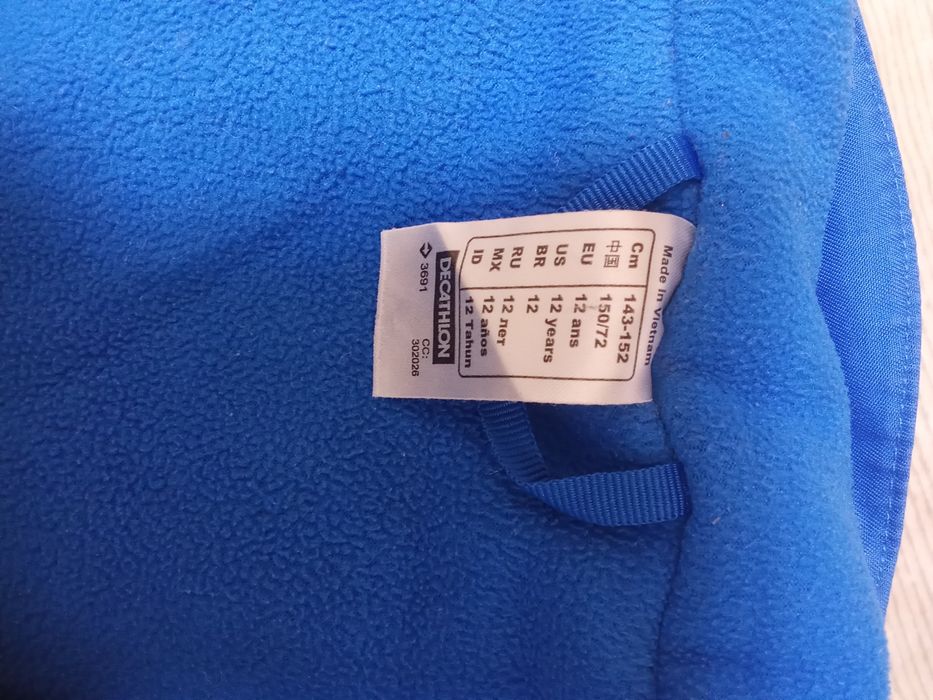 Made in Vietnam
Cm 143-152
中国 150/72
EU 12 ans
US 12 years
BR 12
RU 12 лет
MX 12 años
ID 12 Tahun
DECATHLON
3691
CC:
302026